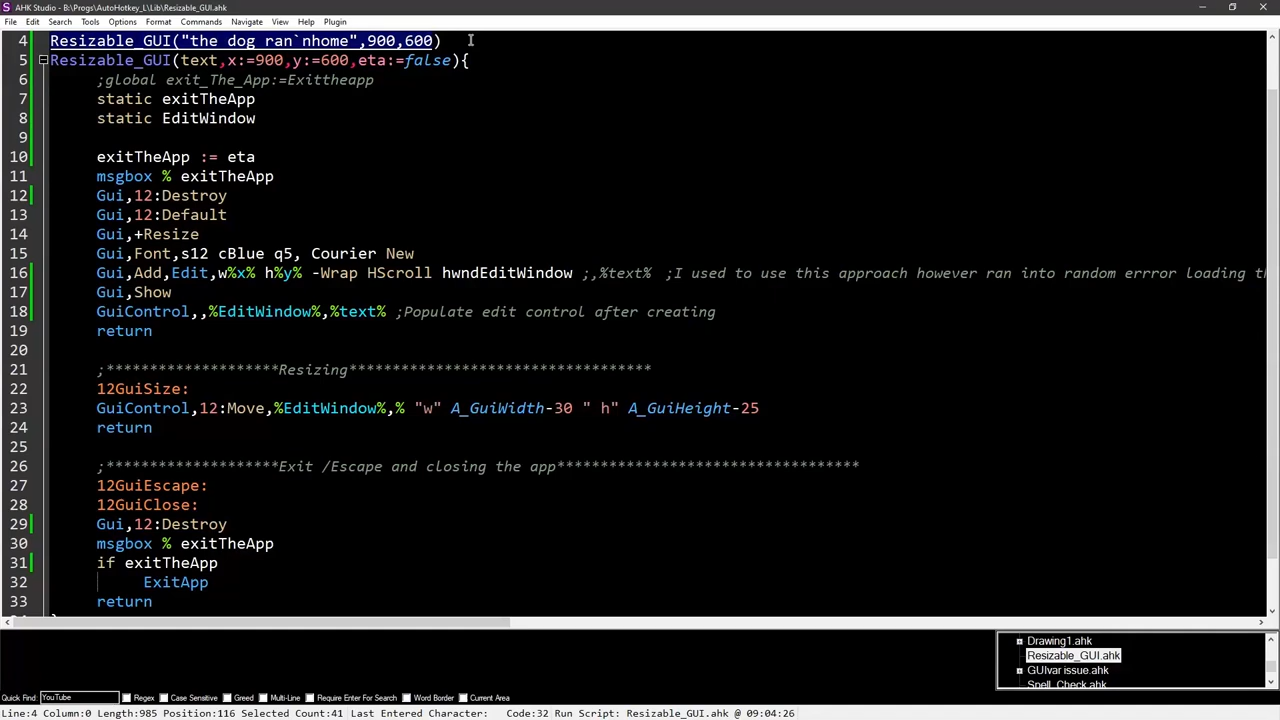 AHK Studio - B:\Progs\AutoHotkey_L\Lib\Resizable_GUI.ahk
File Edit Search Tools Options Format Commands Navigate View Help Plugin
4 Resizable_GUI("the dog ran`nhome",900,600)
5 Resizable_GUI(text,x:=900,y:=600,eta:=false){
6 ;global exit_The_App:=Exittheapp
7 static exitTheApp
8 static EditWindow
9
10 exitTheApp := eta
11 msgbox % exitTheApp
12 Gui,12:Destroy
13 Gui,12:Default
14 Gui,+Resize
15 Gui,Font,s12 cBlue q5, Courier New
16 Gui,Add,Edit,w%x% h%y% -Wrap HScroll hwndEditWindow ;,%text% ;I used to use this approach however ran into random errror loading th
17 Gui,Show
18 GuiControl,,%EditWindow%,%text% ;Populate edit control after creating
19 return
20
21 ;********************Resizing***********************************
22 12GuiSize:
23 GuiControl,12:Move,%EditWindow%,% "w" A_GuiWidth-30 " h" A_GuiHeight-25
24 return
25
26 ;********************Exit /Escape and closing the app***********************************
27 12GuiEscape:
28 12GuiClose:
29 Gui,12:Destroy
30 msgbox % exitTheApp
31 if exitTheApp
32 ExitApp
33 return
Drawing1.ahk
Resizable_GUI.ahk
GUIvar issue.ahk
Spell_Check.ahk
Quick Find: YouTube Regex Case Sensitive Greed Multi-Line Require Enter For Search Word Border Current Area
Line:4 Column:0 Length:985 Position:116 Selected Count:41 Last Entered Character: Code:32 Run Script: Resizable_GUI.ahk @ 09:04:26